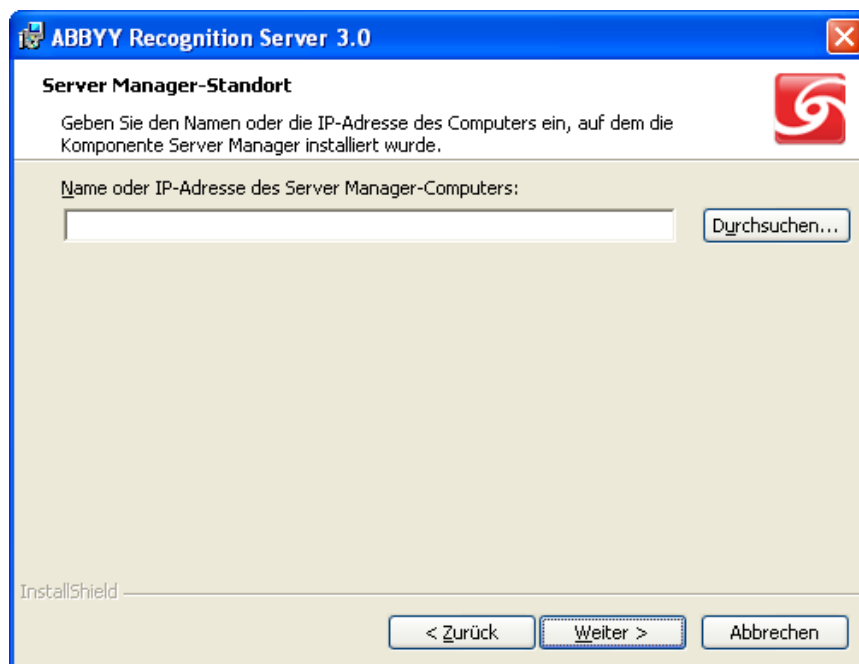 ABBYY Recognition Server 3.0
Server Manager-Standort
Geben Sie den Namen oder die IP-Adresse des Computers ein, auf dem die
Komponente Server Manager installiert wurde.
Name oder IP-Adresse des Server Manager-Computers:
Durchsuchen...
InstallShield
< Zurück Weiter > Abbrechen